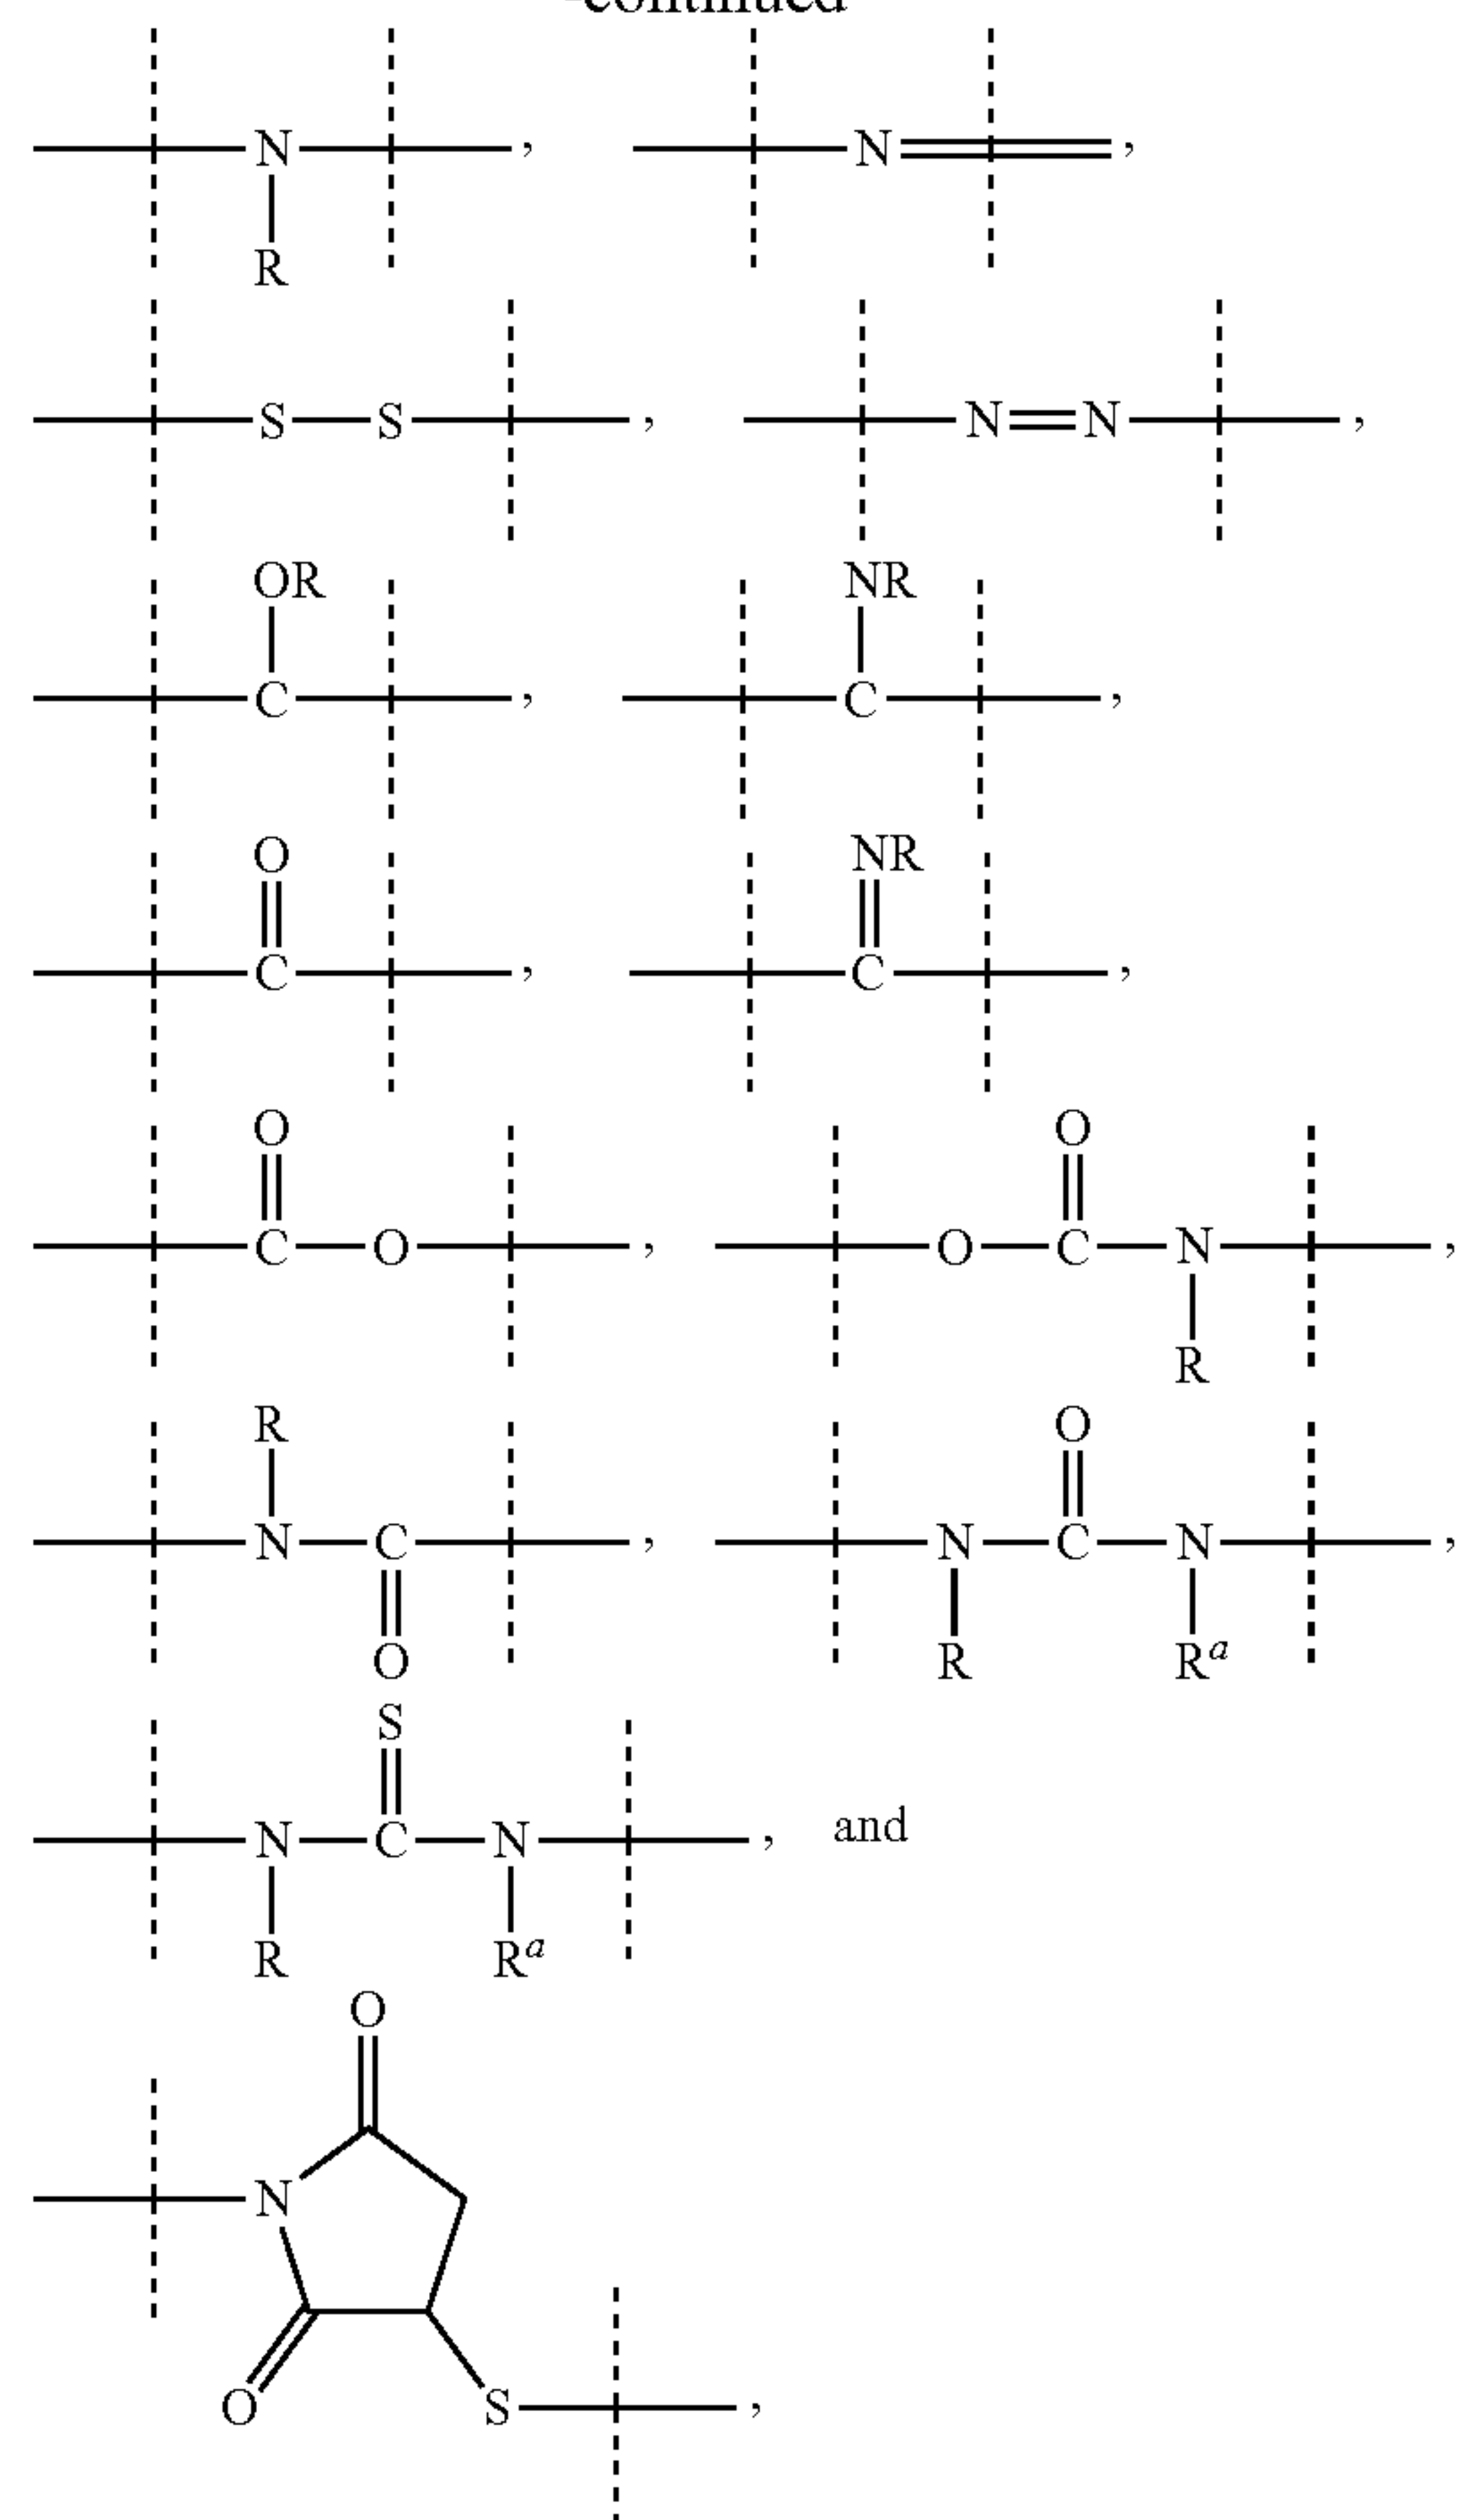 -continued
N , N ,
R
S S , N N ,
OR NR
C , C ,
O NR
C , C ,
O O
C O , O C N ,
R
R O
N C , N C N ,
O R Rᵃ
S
N C N , and
R Rᵃ
O
N
O S ,